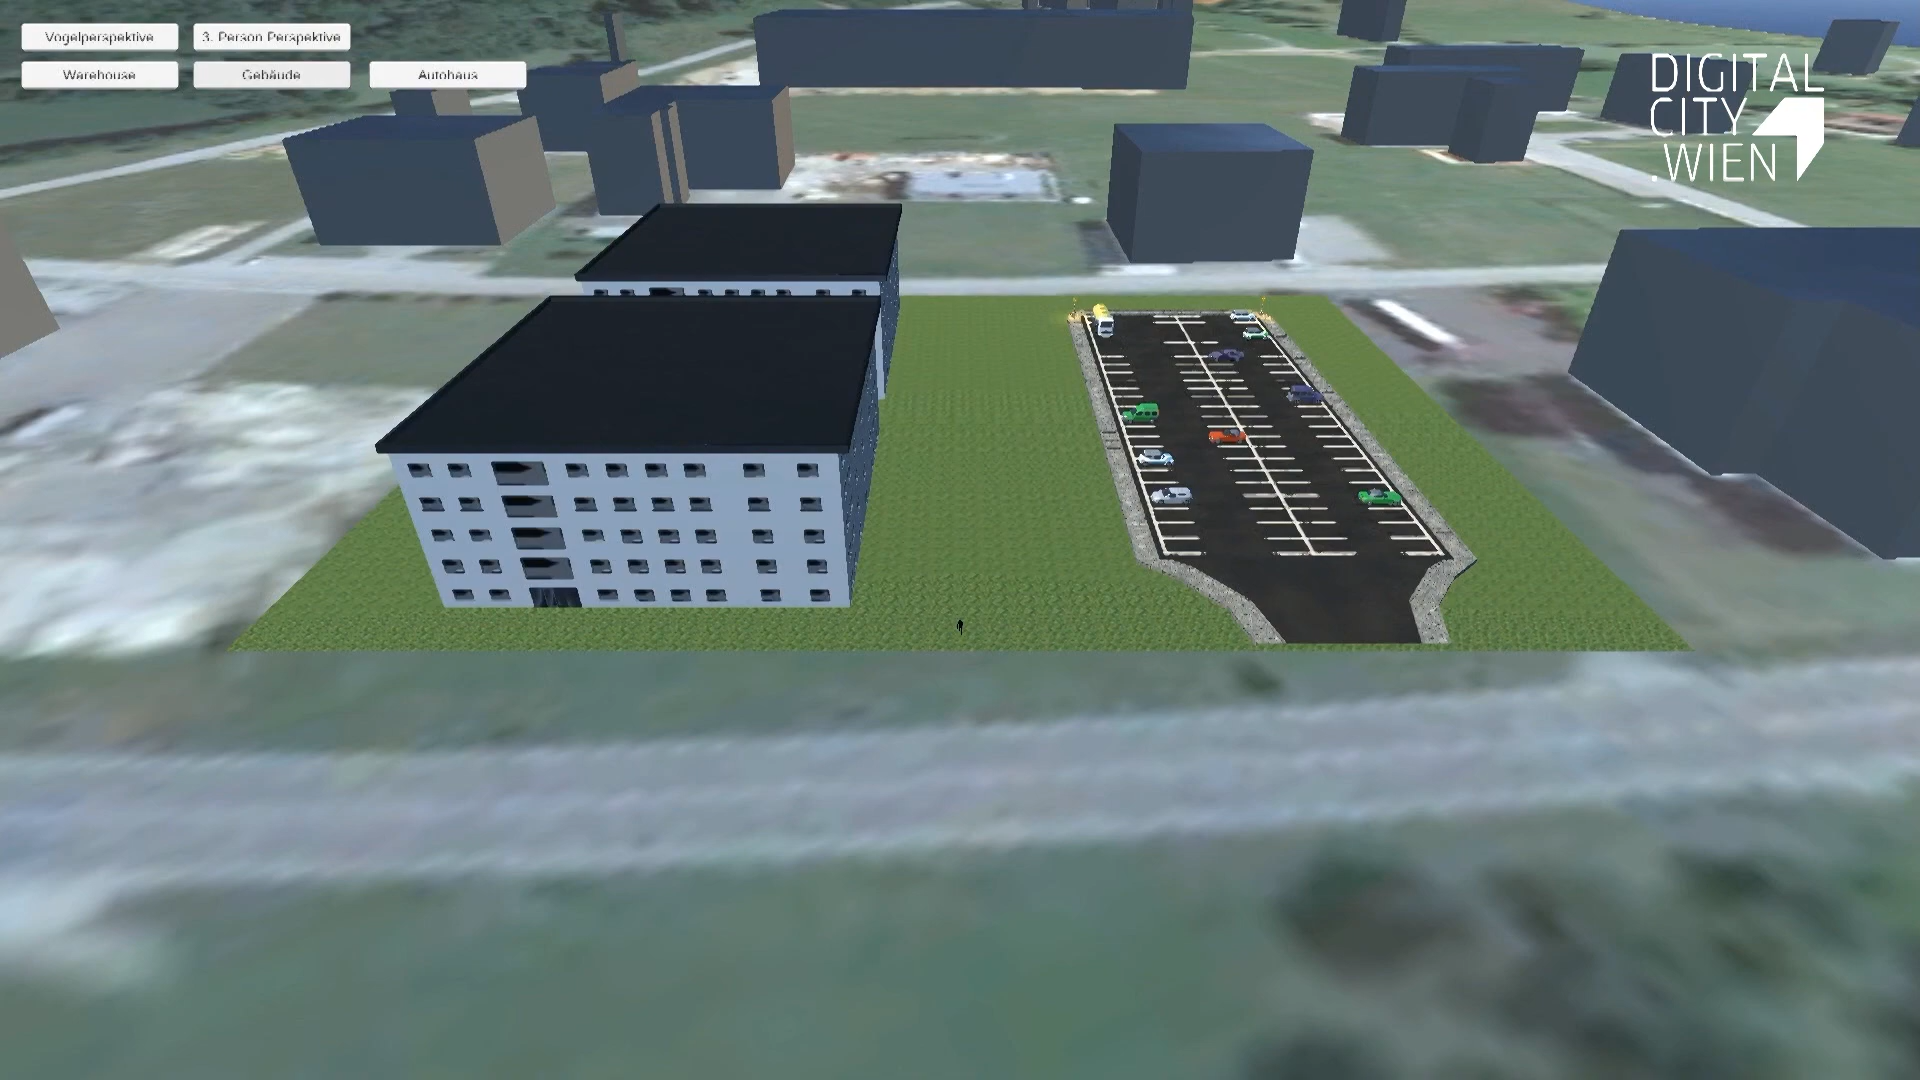 Vogelperspektive
3. Person Perspektive
Warehouse
Gebäude
Autohaus
DIGITAL
CITY
.WIEN